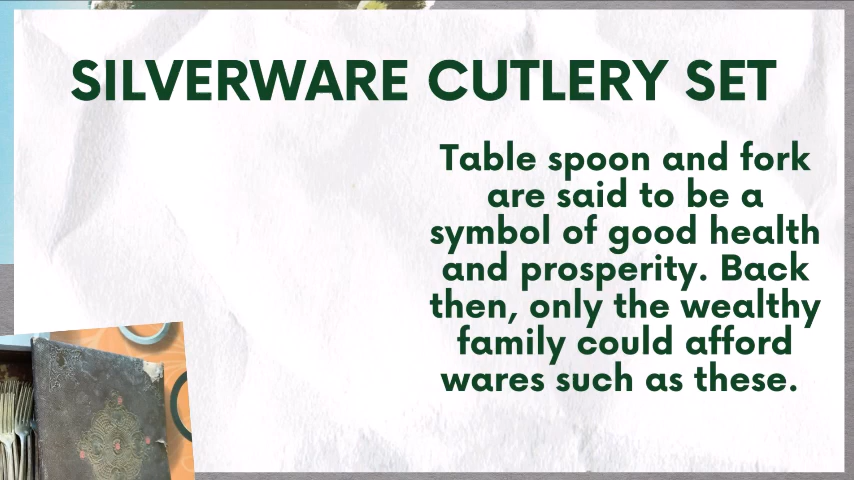 SILVERWARE CUTLERY SET
Table spoon and fork
are said to be a
symbol of good health
and prosperity. Back
then, only the wealthy
family could afford
wares such as these.